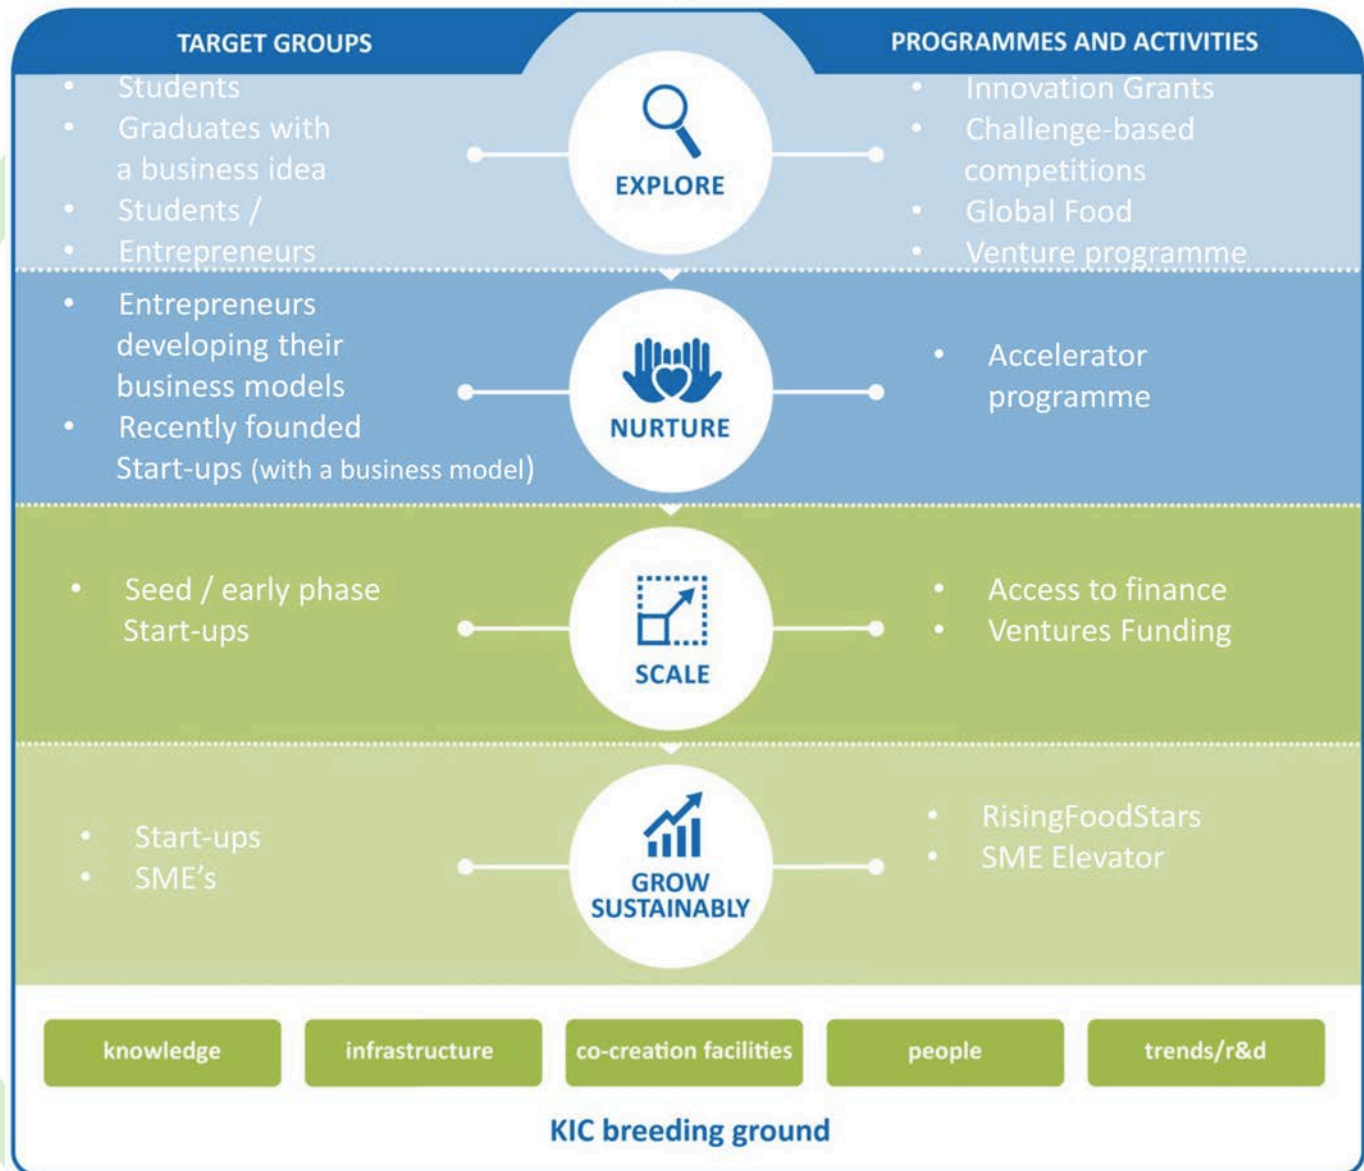 TARGET GROUPS
PROGRAMMES AND ACTIVITIES
• Students
• Graduates with
a business idea
• Students /
• Entrepreneurs
EXPLORE
• Innovation Grants
• Challenge-based
competitions
• Global Food
• Venture programme
• Entrepreneurs
developing their
business models
• Recently founded
Start-ups (with a business model)
NURTURE
• Accelerator
programme
• Seed / early phase
Start-ups
SCALE
• Access to finance
• Ventures Funding
• Start-ups
• SME's
GROW
SUSTAINABLY
• RisingFoodStars
• SME Elevator
knowledge
infrastructure
co-creation facilities
people
trends/r&d
KIC breeding ground